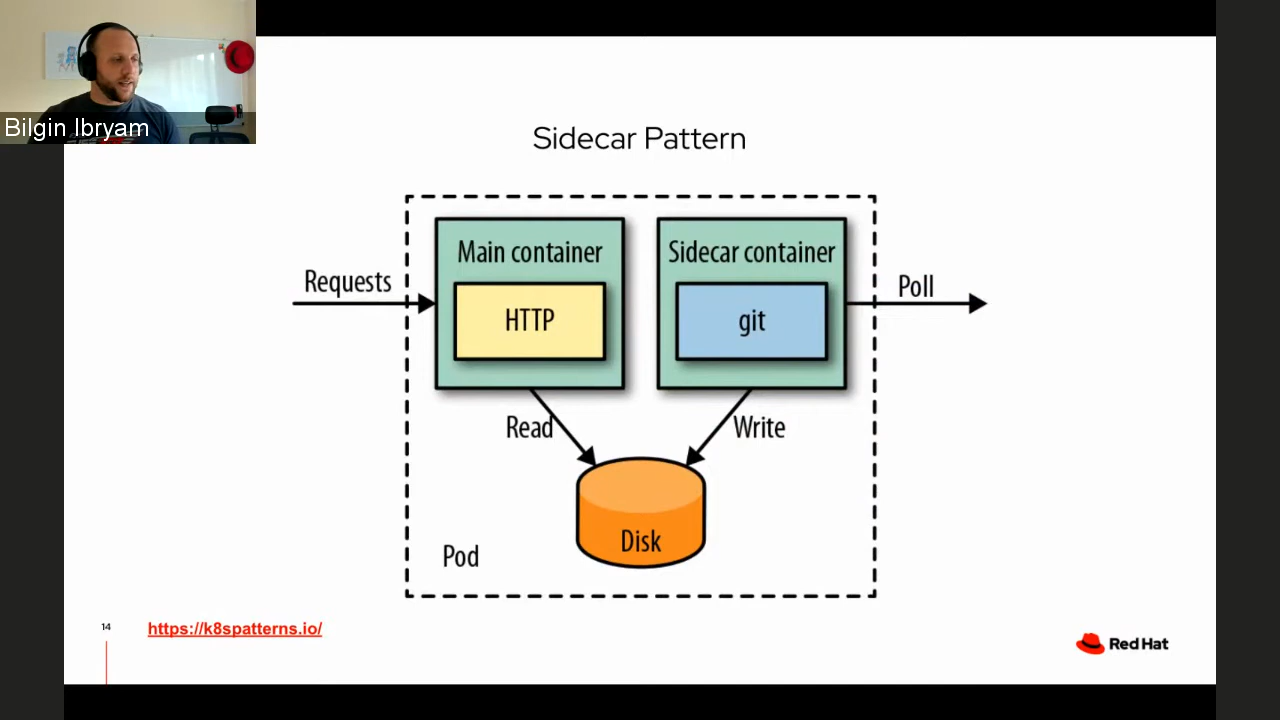 Bilgin Ibryam
Sidecar Pattern
Main container
Sidecar container
Requests
HTTP
git
Poll
Read
Write
Disk
Pod
14
https://k8spatterns.io/
Red Hat